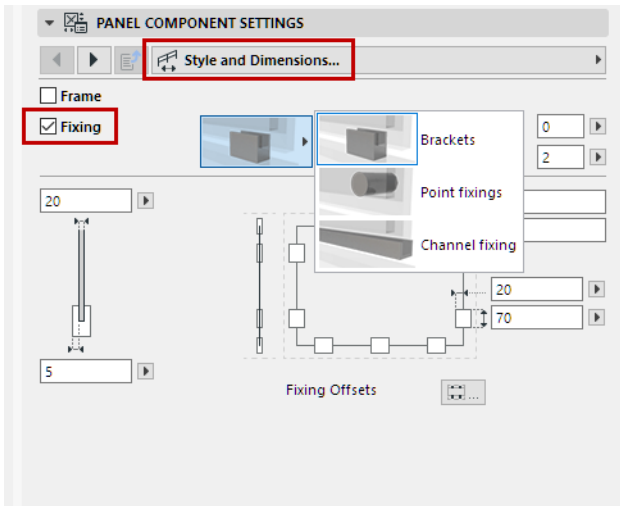 PANEL COMPONENT SETTINGS
Style and Dimensions...
Frame
Fixing
Brackets
0
2
Point fixings
20
Channel fixing
20
70
5
Fixing Offsets
...